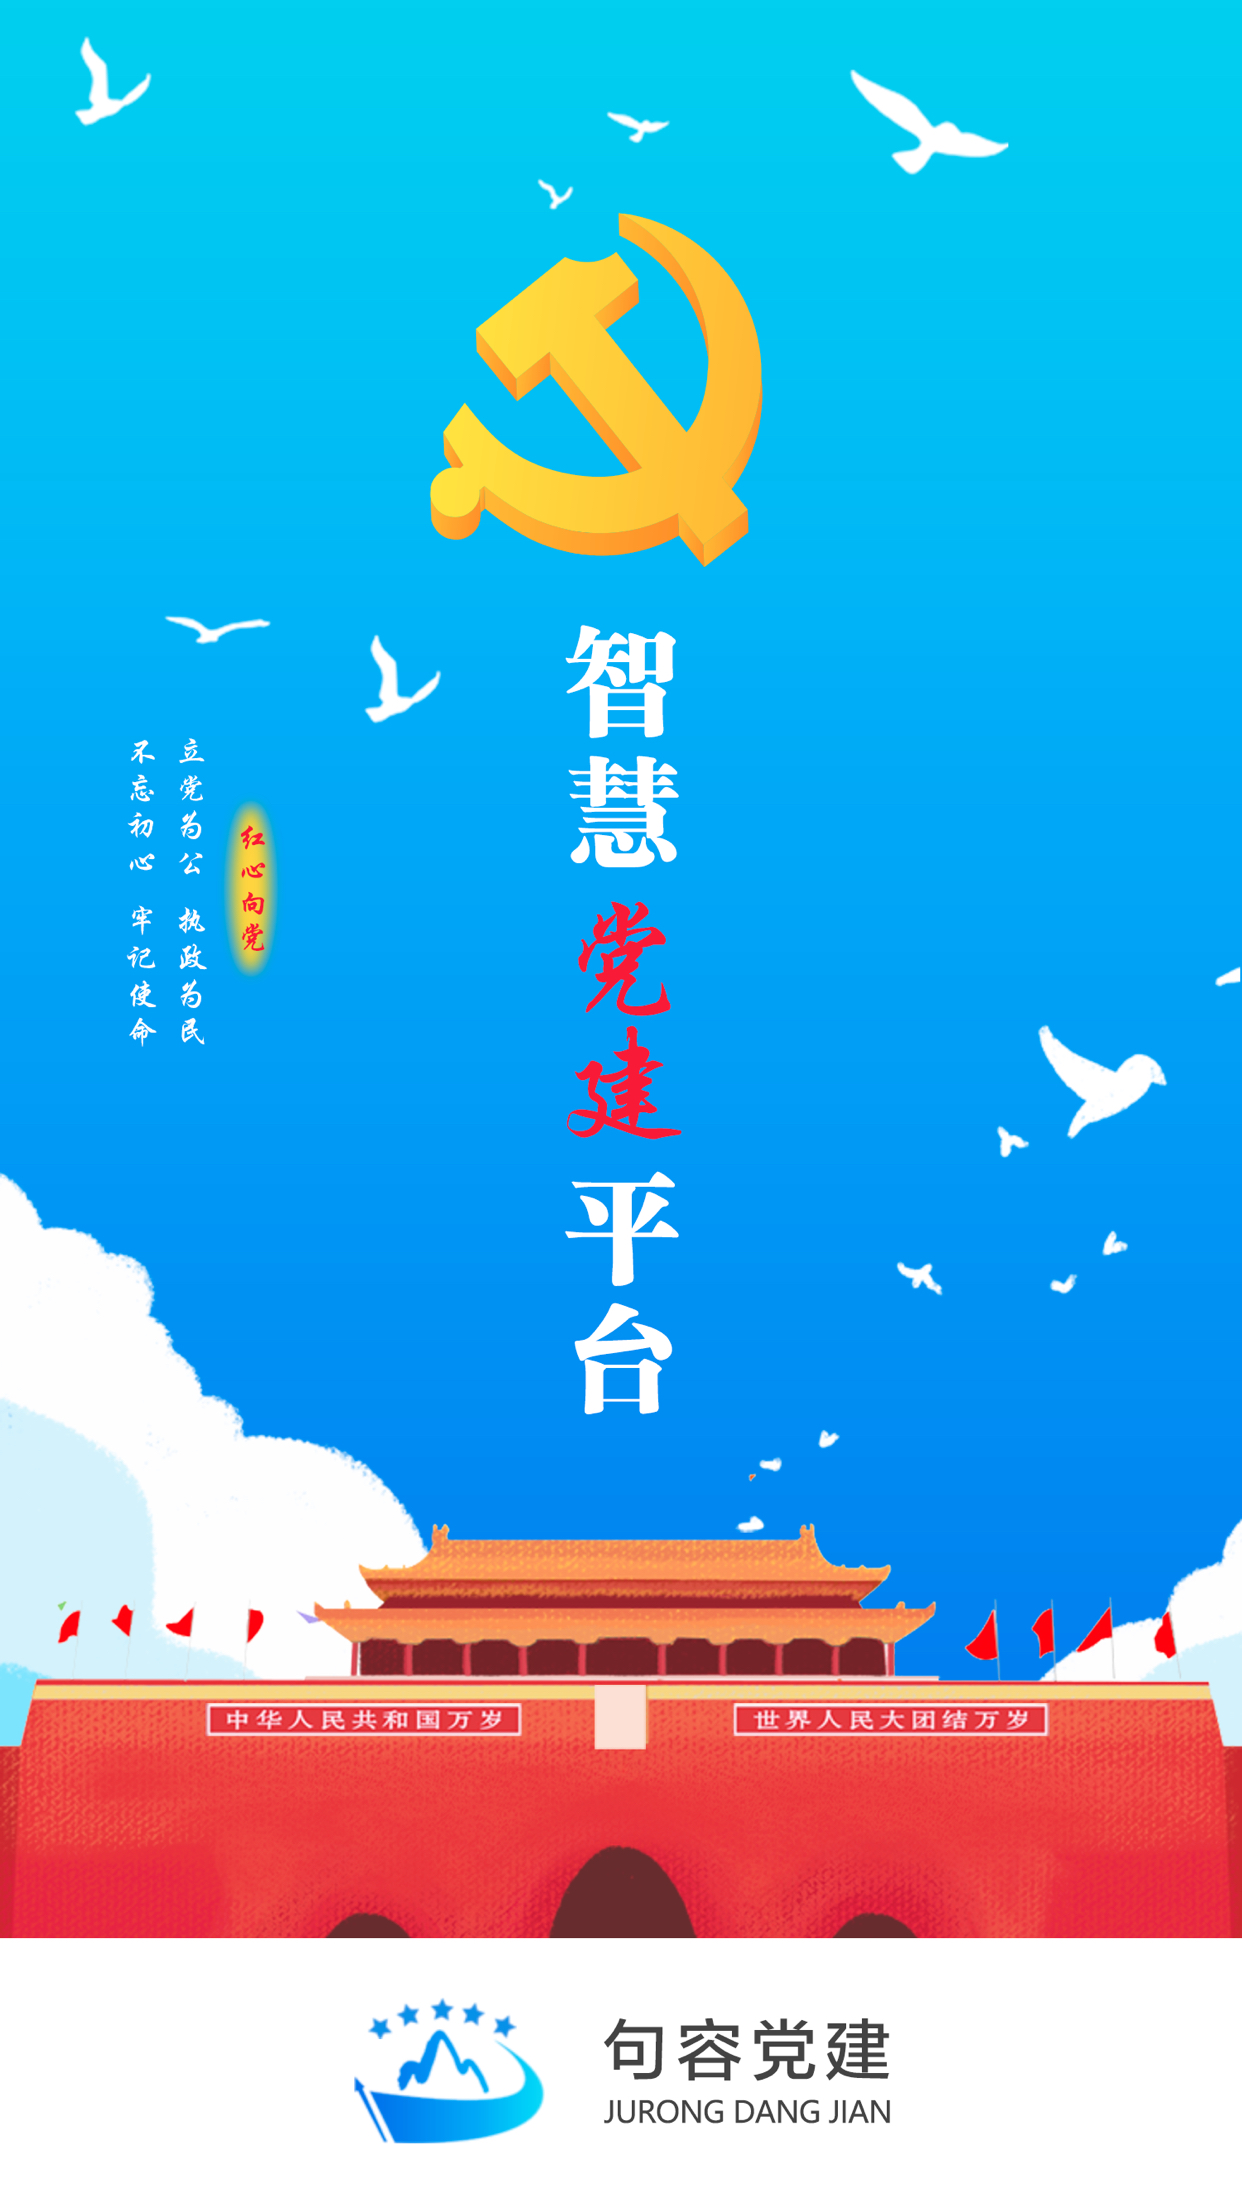 智慧党建平台
红心向党
立党为公 执政为民
不忘初心 牢记使命
中华人民共和国万岁
世界人民大团结万岁
句容党建
JURONG DANG JIAN